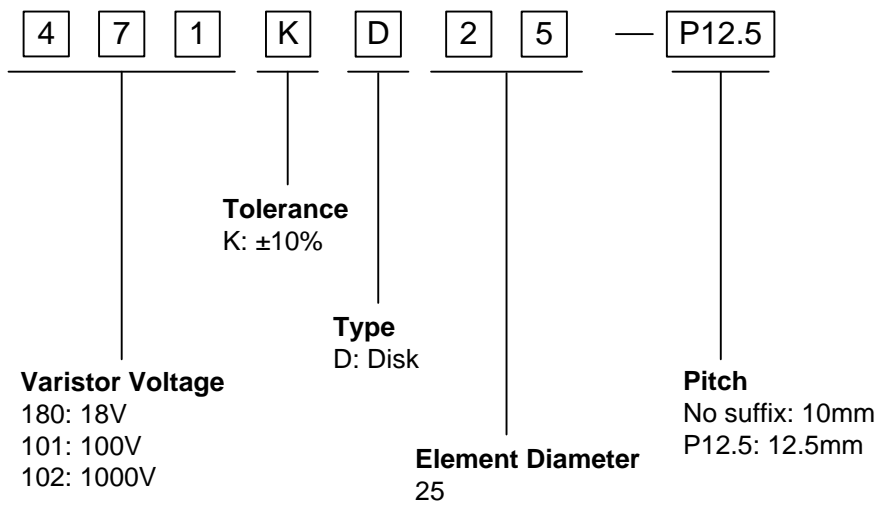 4 7 1 K D 2 5 — P12.5
Tolerance
K: ±10%
Type
D: Disk
Varistor Voltage
180: 18V
101: 100V
102: 1000V
Element Diameter
25
Pitch
No suffix: 10mm
P12.5: 12.5mm